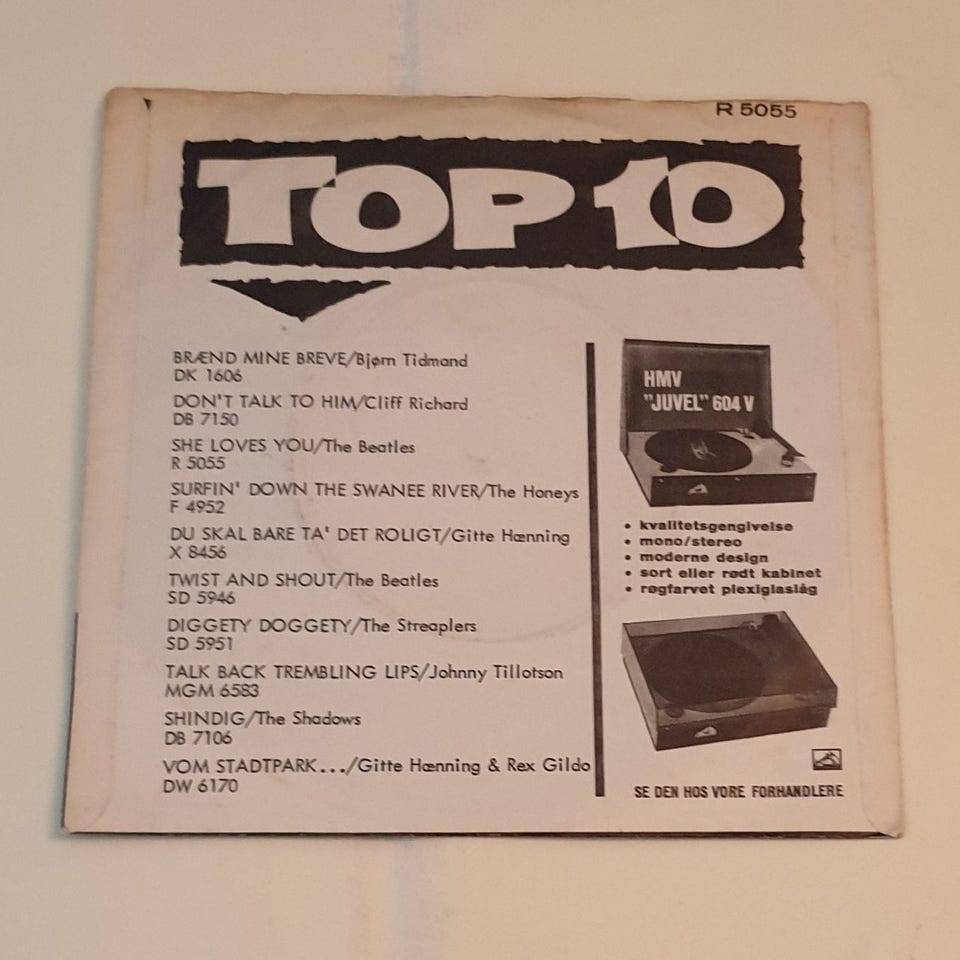 R 5055
TOP 10
BRÆND MINE BREVE/Bjørn Tidmand
DK 1606
DON'T TALK TO HIM/Cliff Richard
DB 7150
SHE LOVES YOU/The Beatles
R 5055
SURFIN' DOWN THE SWANEE RIVER/The Honeys
F 4952
DU SKAL BARE TA' DET ROLIGT/Gitte Hænning
X 8456
TWIST AND SHOUT/The Beatles
SD 5946
DIGGETY DOGGETY/The Streaplers
SD 5951
TALK BACK TREMBLING LIPS/Johnny Tillotson
MGM 6583
SHINDIG/The Shadows
DB 7106
VOM STADTPARK.../Gitte Hænning & Rex Gildo
DW 6170
HMV
"JUVEL" 604 V
• kvalitetsgengivelse
• mono/stereo
• moderne design
• sort eller rødt kabinet
• røgfarvet plexiglaslåg
SE DEN HOS VORE FORHANDLERE